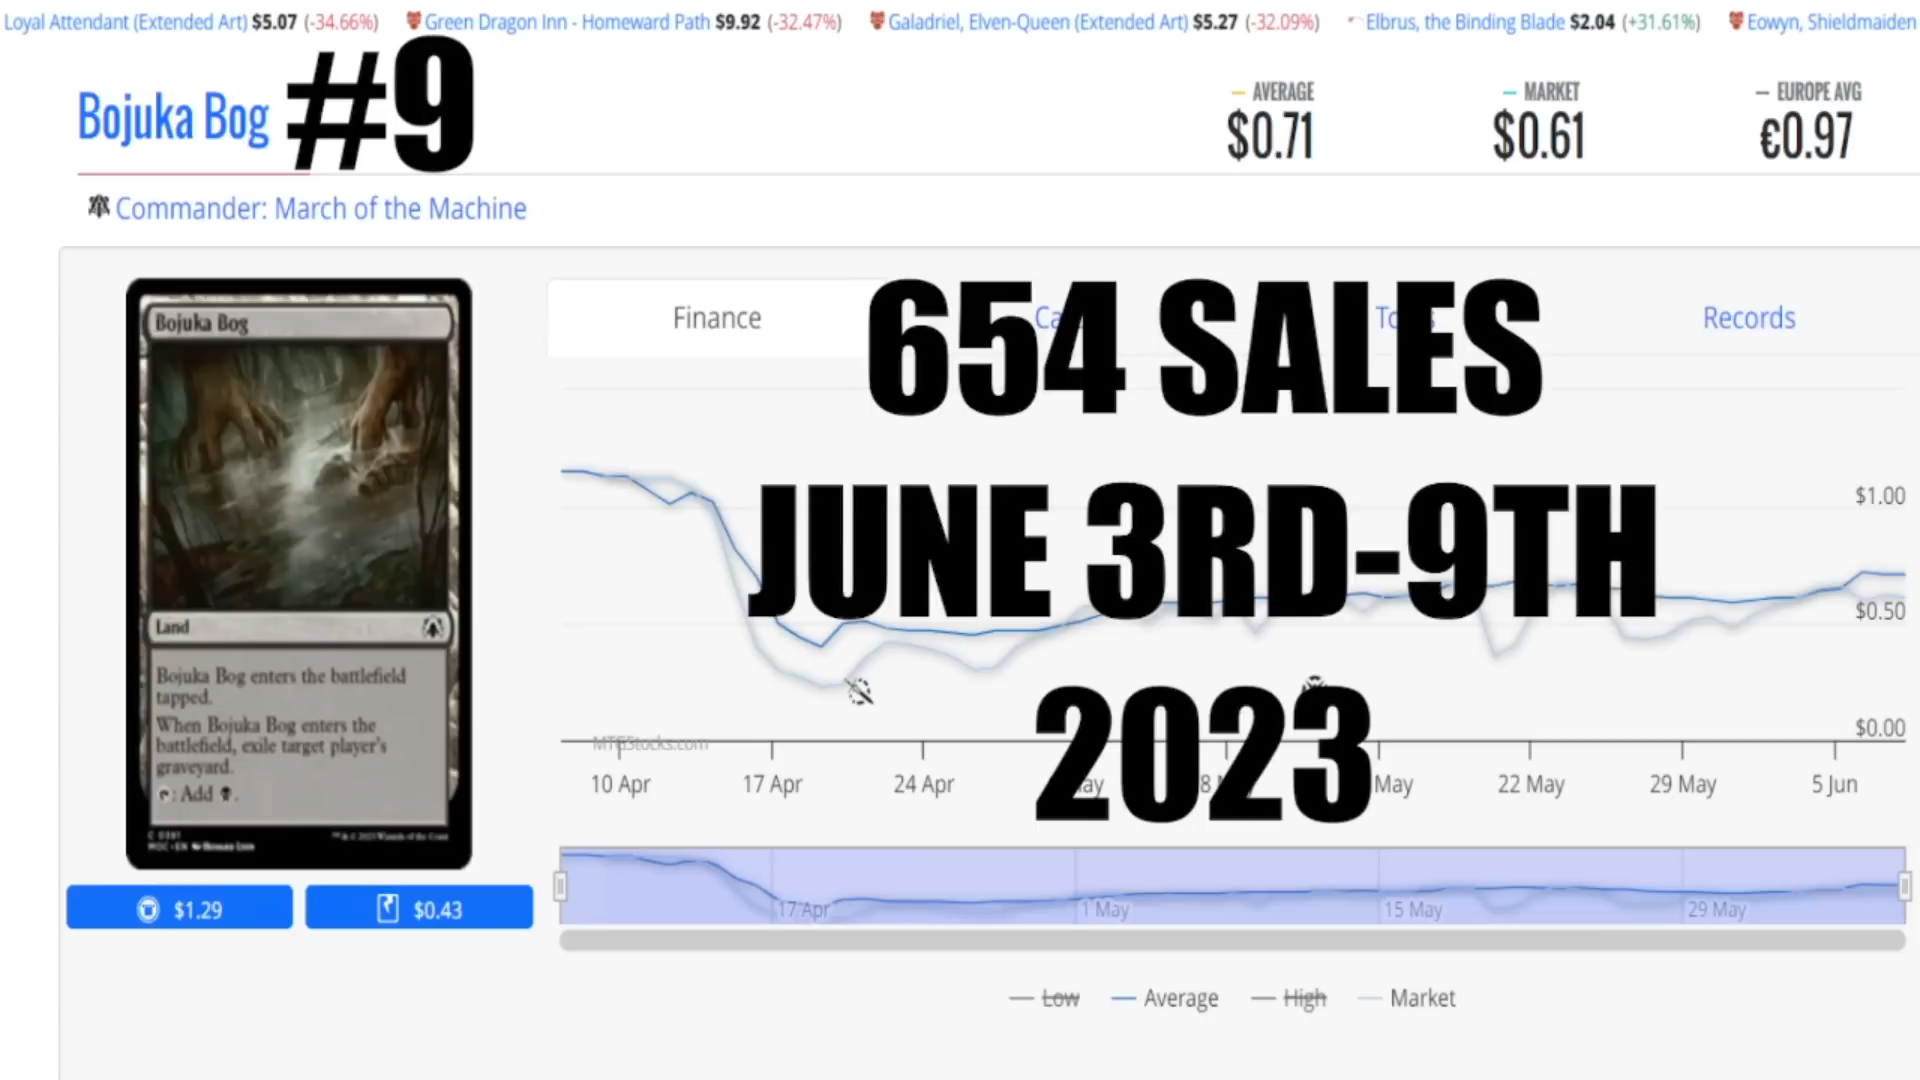 Loyal Attendant (Extended Art) $5.07 (-34.66%) Green Dragon Inn - Homeward Path $9.92 (-32.47%) Galadriel, Elven-Queen (Extended Art) $5.27 (-32.09%) Elbrus, the Binding Blade $2.04 (+31.61%) Eowyn, Shieldmaiden
Bojuka Bog #9
AVERAGE MARKET EUROPE AVG
$0.71 $0.61 €0.97
Commander: March of the Machine
Finance Records
654 SALES
JUNE 3RD-9TH
2023
Bojuka Bog
Land
Bojuka Bog enters the battlefield
tapped.
When Bojuka Bog enters the
battlefield, exile target player's
graveyard.
: Add .
MOC • EN
$1.29 $0.43
$1.00
$0.50
$0.00
MTGStocks.com
10 Apr 17 Apr 24 Apr May 22 May 29 May 5 Jun
17 Apr 1 May 15 May 29 May
Low Average High Market